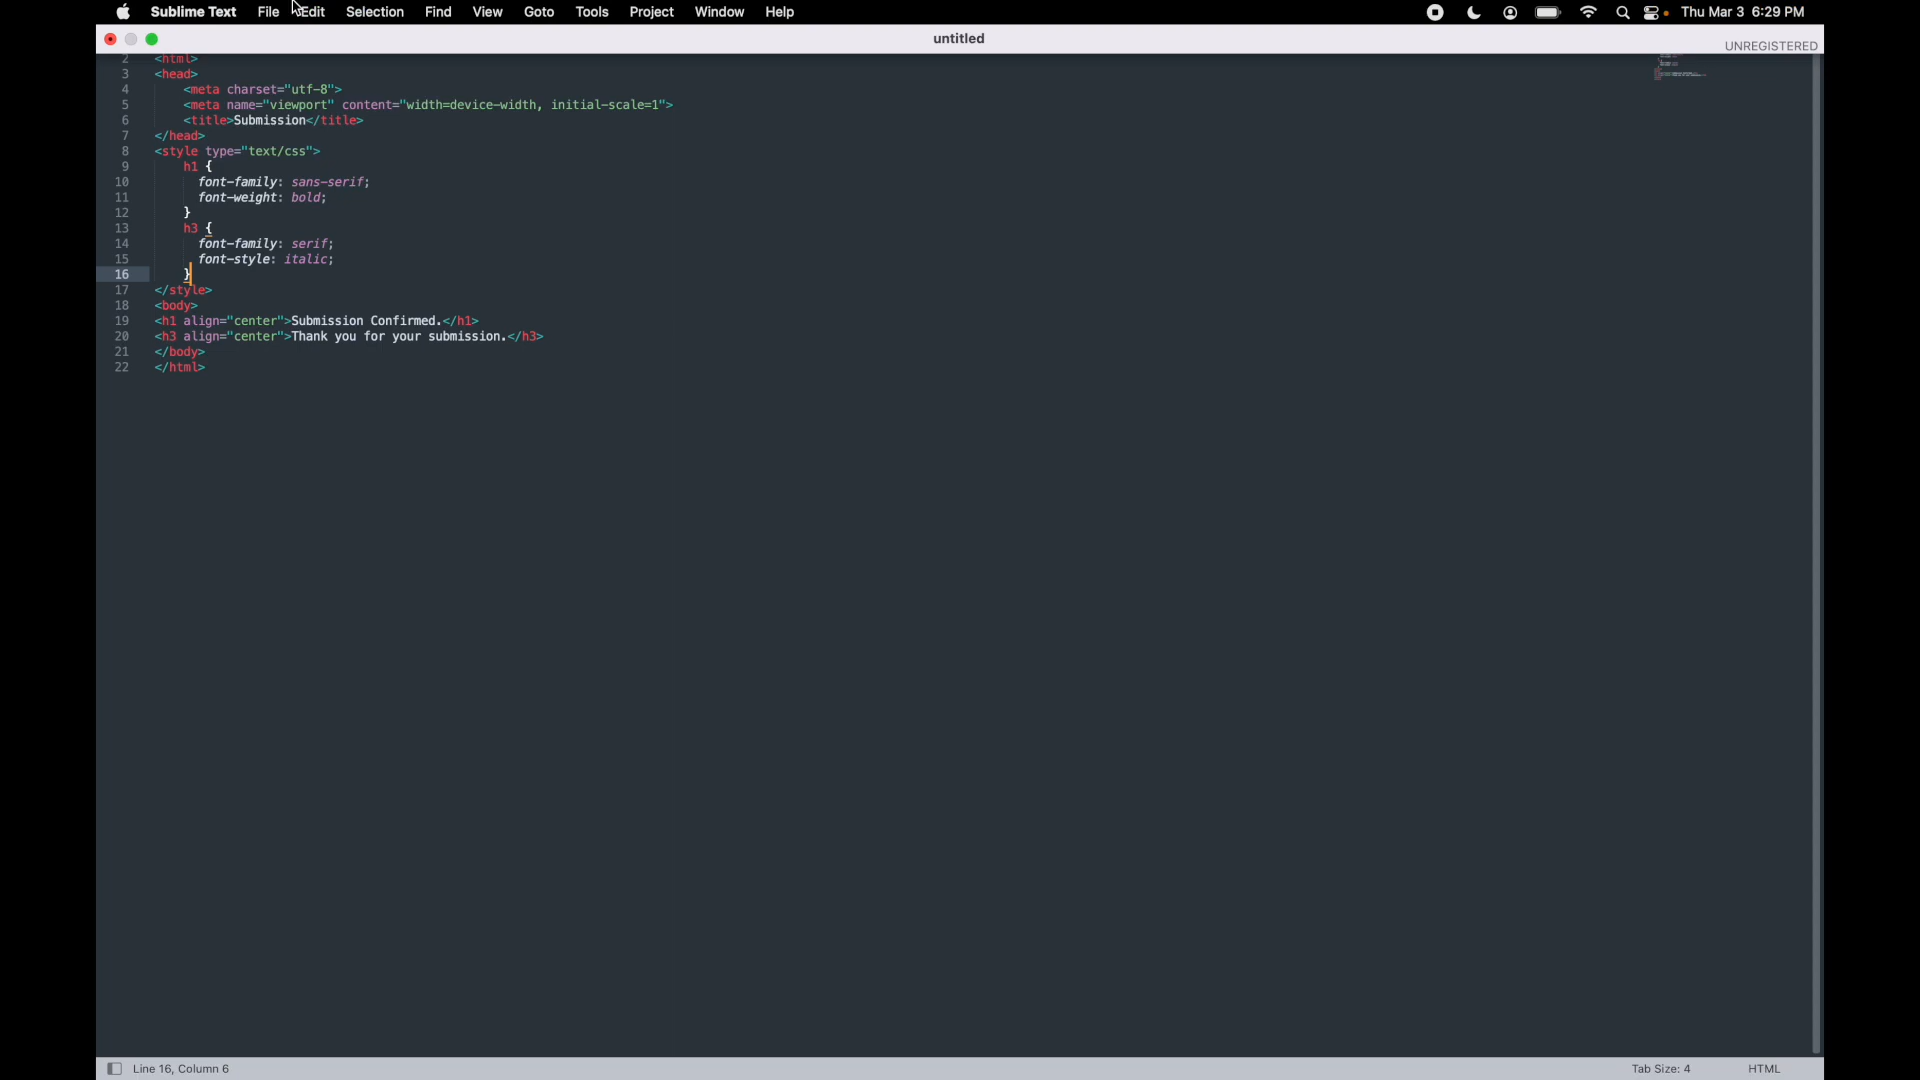 Sublime Text File Edit Selection Find View Goto Tools Project Window Help Thu Mar 3 6:29 PM
untitled
UNREGISTERED
2 <html>
3 <head>
4 <meta charset="utf-8">
5 <meta name="viewport" content="width=device-width, initial-scale=1">
6 <title>Submission</title>
7 </head>
8 <style type="text/css">
9 h1 {
10 font-family: sans-serif;
11 font-weight: bold;
12 }
13 h3 {
14 font-family: serif;
15 font-style: italic;
16 }
17 </style>
18 <body>
19 <h1 align="center">Submission Confirmed.</h1>
20 <h3 align="center">Thank you for your submission.</h3>
21 </body>
22 </html>
Line 16, Column 6 Tab Size: 4 HTML